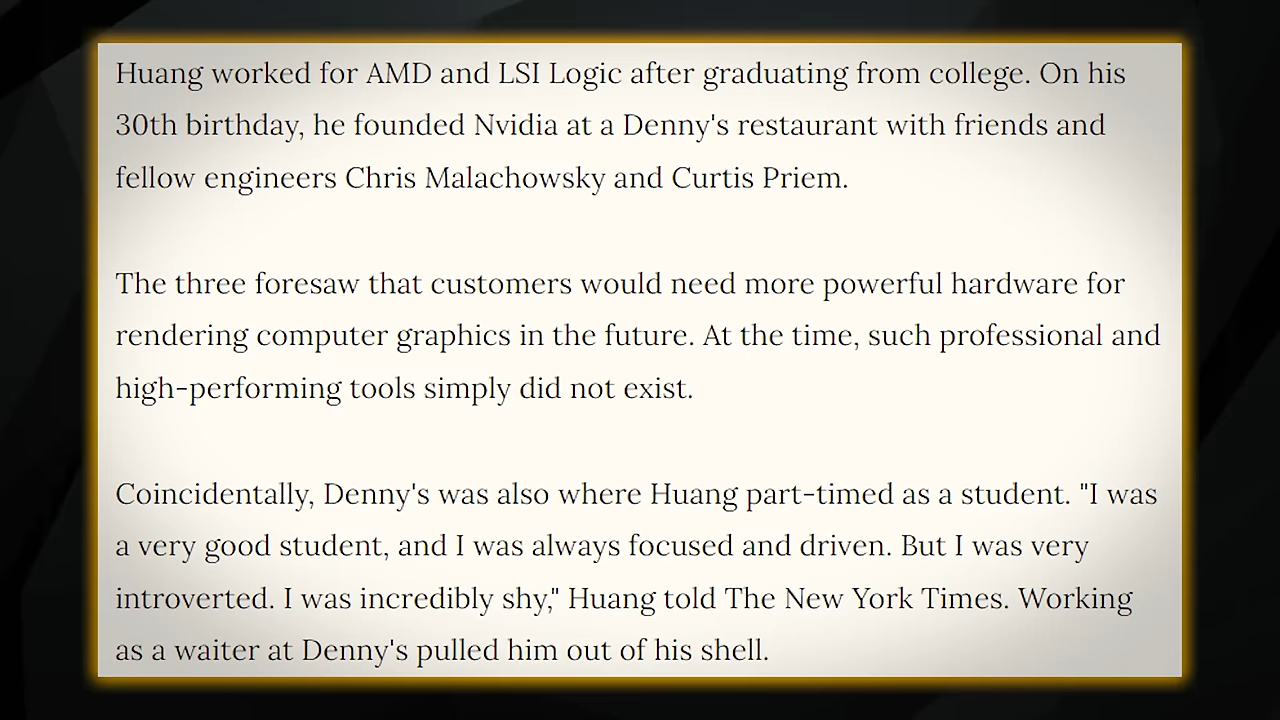 Huang worked for AMD and LSI Logic after graduating from college. On his
30th birthday, he founded Nvidia at a Denny's restaurant with friends and
fellow engineers Chris Malachowsky and Curtis Priem.
The three foresaw that customers would need more powerful hardware for
rendering computer graphics in the future. At the time, such professional and
high-performing tools simply did not exist.
Coincidentally, Denny's was also where Huang part-timed as a student. "I was
a very good student, and I was always focused and driven. But I was very
introverted. I was incredibly shy," Huang told The New York Times. Working
as a waiter at Denny's pulled him out of his shell.